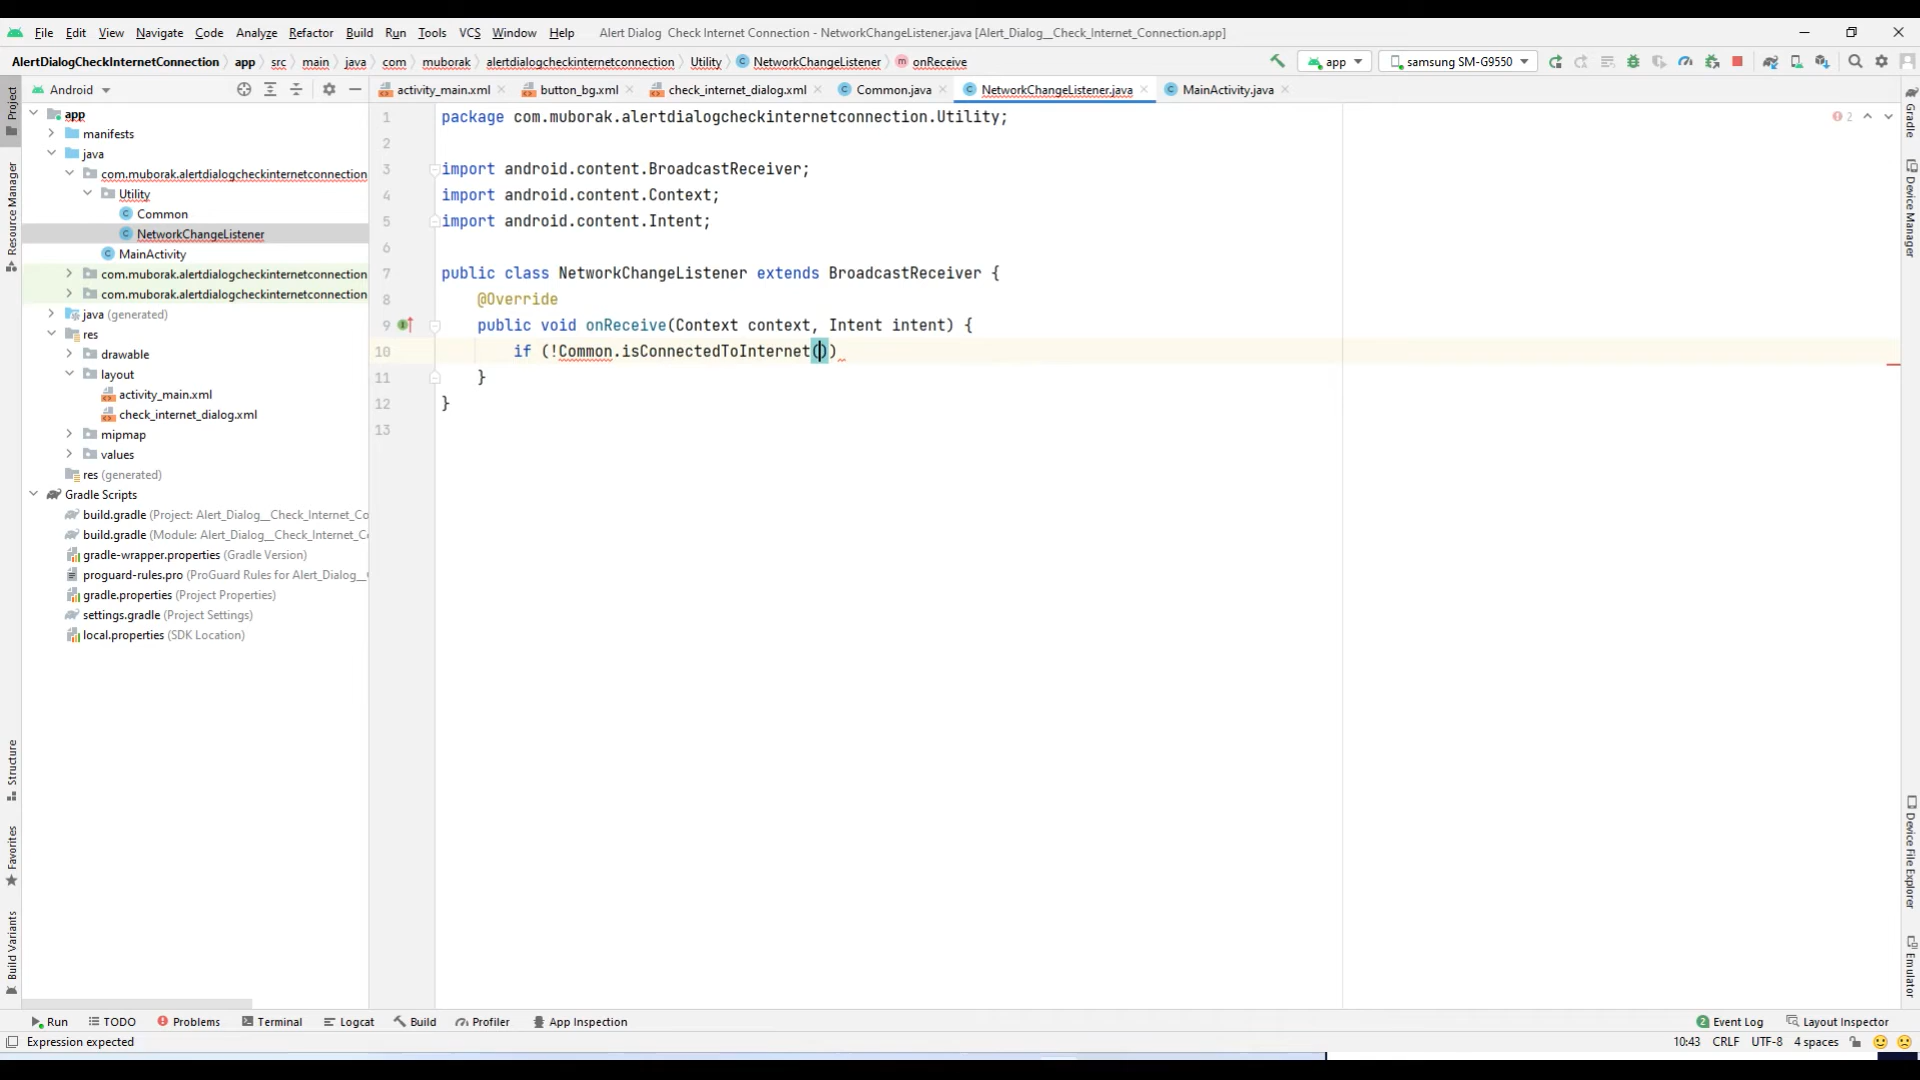 File Edit View Navigate Code Analyze Refactor Build Run Tools VCS Window Help Alert Dialog Check Internet Connection - NetworkChangeListener.java [Alert_Dialog__Check_Internet_Connection.app]
AlertDialogCheckInternetConnection app src main java com muborak alertdialogcheckinternetconnection Utility NetworkChangeListener onReceive app samsung SM-G9550
Android activity_main.xml button_bg.xml check_internet_dialog.xml Common.java NetworkChangeListener.java MainActivity.java
Project
Resource Manager
Structure
Favorites
Build Variants
app
manifests
java
com.muborak.alertdialogcheckinternetconnection
Utility
Common
NetworkChangeListener
MainActivity
com.muborak.alertdialogcheckinternetconnection
com.muborak.alertdialogcheckinternetconnection
java (generated)
res
drawable
layout
activity_main.xml
check_internet_dialog.xml
mipmap
values
res (generated)
Gradle Scripts
build.gradle (Project: Alert_Dialog__Check_Internet_Co
build.gradle (Module: Alert_Dialog__Check_Internet_C
gradle-wrapper.properties (Gradle Version)
proguard-rules.pro (ProGuard Rules for Alert_Dialog__
gradle.properties (Project Properties)
settings.gradle (Project Settings)
local.properties (SDK Location)
1 package com.muborak.alertdialogcheckinternetconnection.Utility;
2
3 import android.content.BroadcastReceiver;
4 import android.content.Context;
5 import android.content.Intent;
6
7 public class NetworkChangeListener extends BroadcastReceiver {
8 @Override
9 public void onReceive(Context context, Intent intent) {
10 if (!Common.isConnectedToInternet())
11 }
12 }
13
2
Gradle
Device Manager
Device File Explorer
Emulator
Run TODO Problems Terminal Logcat Build Profiler App Inspection 2 Event Log Layout Inspector
Expression expected 10:43 CRLF UTF-8 4 spaces